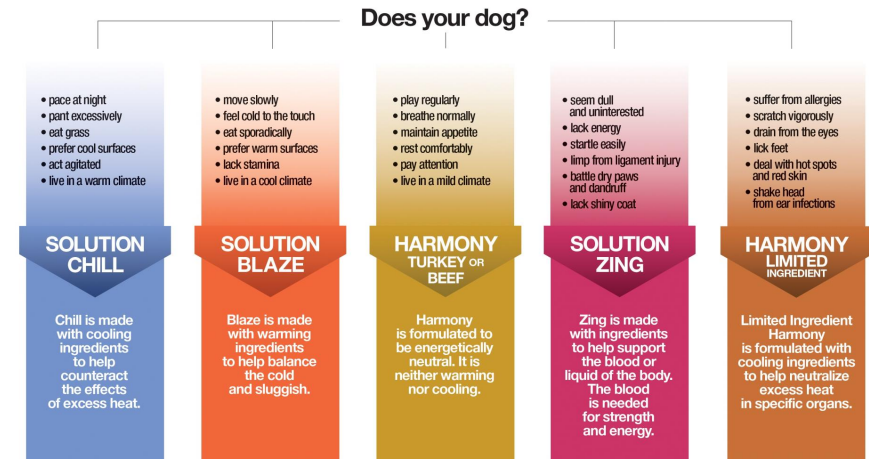 Does your dog?
• pace at night
• pant excessively
• eat grass
• prefer cool surfaces
• act agitated
• live in a warm climate
SOLUTION
CHILL
Chill is made
with cooling
ingredients
to help
counteract
the effects
of excess heat.
• move slowly
• feel cold to the touch
• eat sporadically
• prefer warm surfaces
• lack stamina
• live in a cool climate
SOLUTION
BLAZE
Blaze is made
with warming
ingredients
to help balance
the cold
and sluggish.
• play regularly
• breathe normally
• maintain appetite
• rest comfortably
• pay attention
• live in a mild climate
HARMONY
TURKEY OR
BEEF
Harmony
is formulated to
be energetically
neutral. It is
neither warming
nor cooling.
• seem dull
and uninterested
• lack energy
• startle easily
• limp from ligament injury
• battle dry paws
and dandruff
• lack shiny coat
SOLUTION
ZING
Zing is made
with ingredients
to help support
the blood or
liquid of the body.
The blood
is needed
for strength
and energy.
• suffer from allergies
• scratch vigorously
• drain from the eyes
• lick feet
• deal with hot spots
and red skin
• shake head
from ear infections
HARMONY
LIMITED
INGREDIENT
Limited Ingredient
Harmony
is formulated with
cooling ingredients
to help neutralize
excess heat
in specific organs.